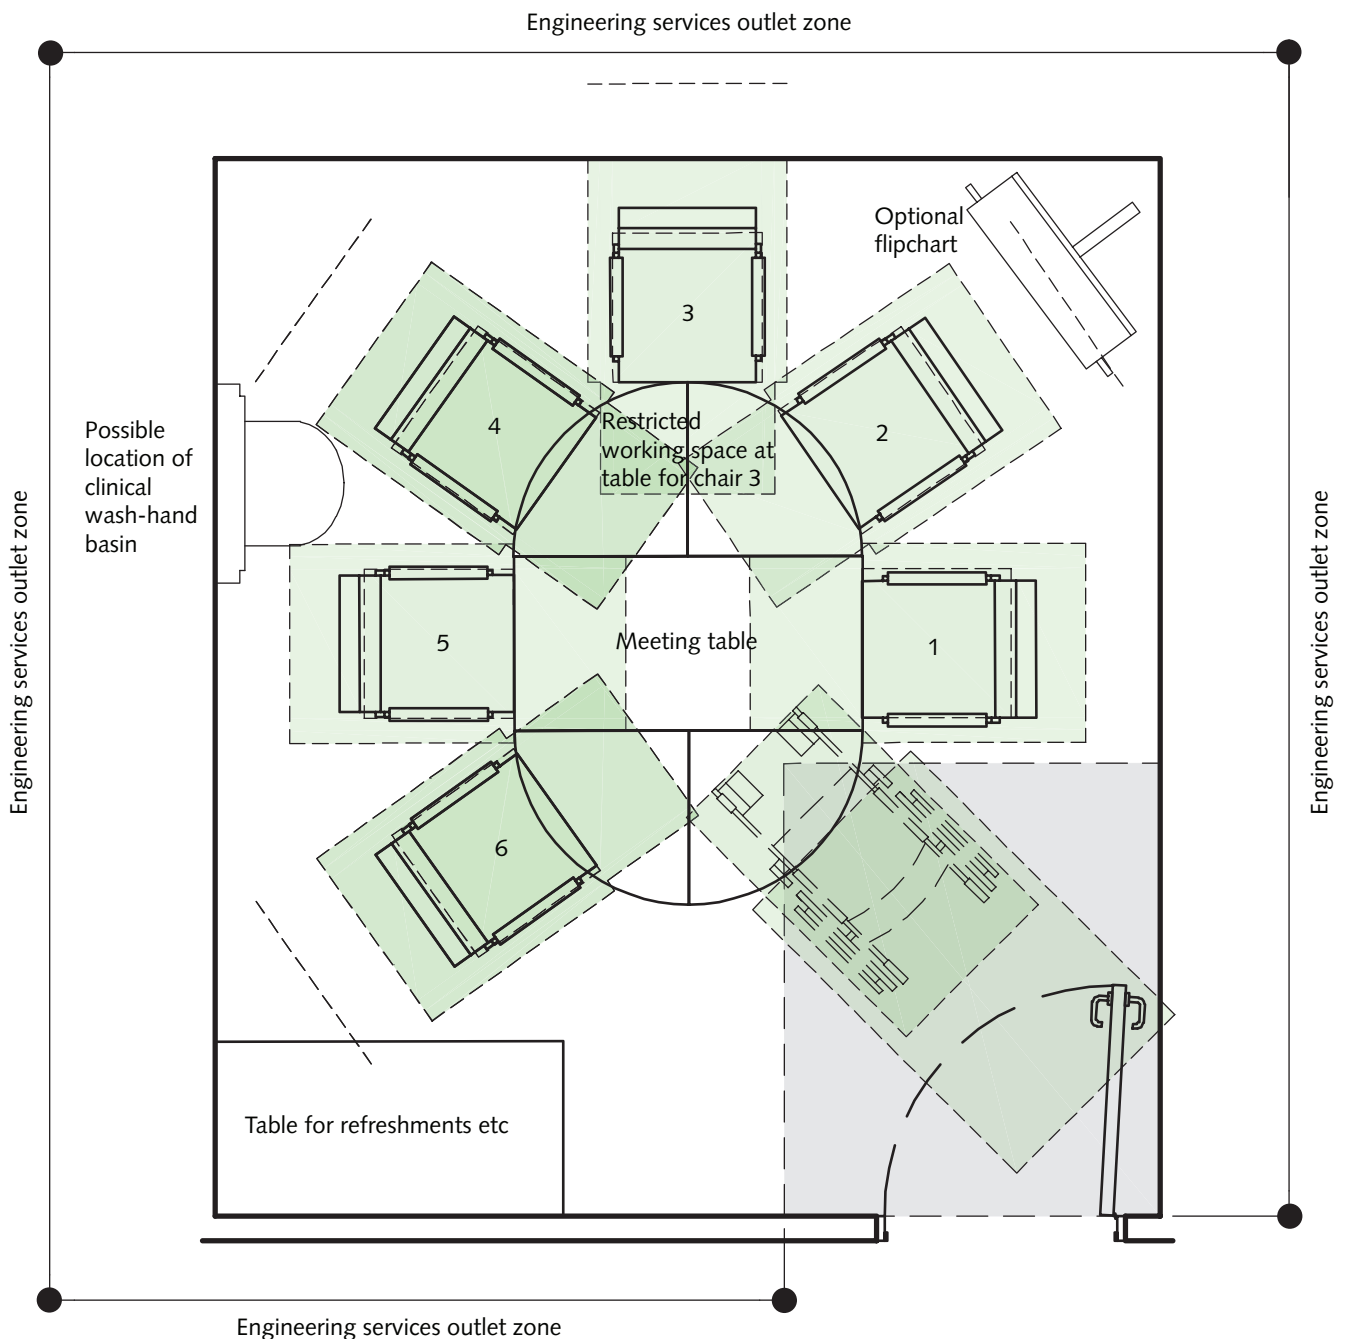 Engineering services outlet zone
Optional
flipchart
3
4
Restricted
working space at
table for chair 3
2
Possible
location of
clinical
wash-hand
basin
Engineering services outlet zone
Engineering services outlet zone
5
Meeting table
1
6
Table for refreshments etc
Engineering services outlet zone